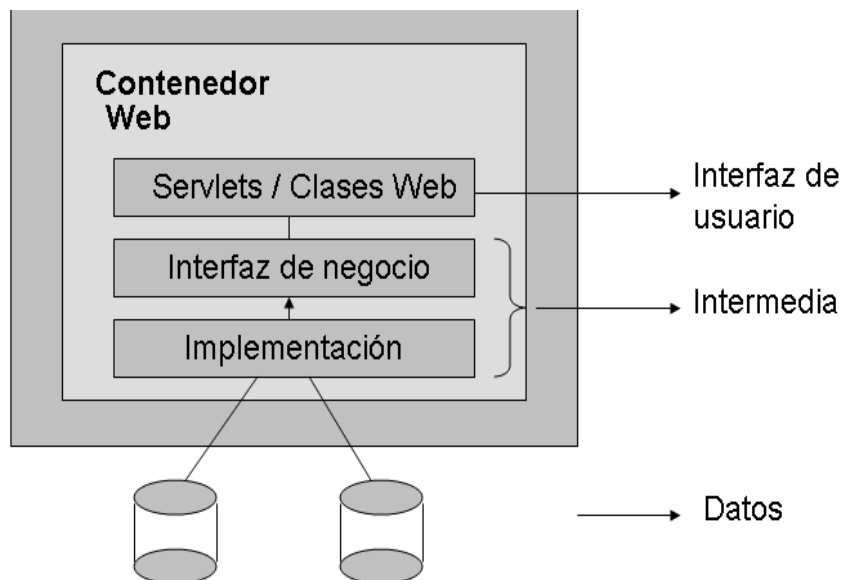 Contenedor
Web
Servlets / Clases Web
Interfaz de
usuario
Interfaz de negocio
Intermedia
Implementación
Datos